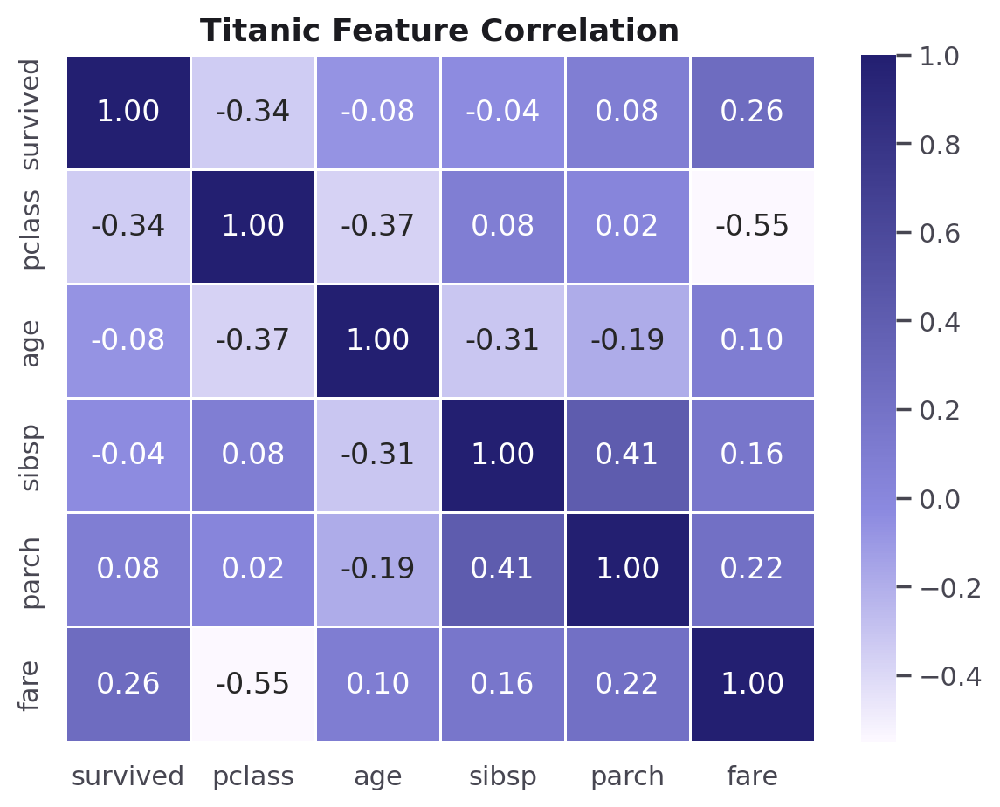 Titanic Feature Correlation
survived 1.00 -0.34 -0.08 -0.04 0.08 0.26
pclass -0.34 1.00 -0.37 0.08 0.02 -0.55
age -0.08 -0.37 1.00 -0.31 -0.19 0.10
sibsp -0.04 0.08 -0.31 1.00 0.41 0.16
parch 0.08 0.02 -0.19 0.41 1.00 0.22
fare 0.26 -0.55 0.10 0.16 0.22 1.00
survived pclass age sibsp parch fare
1.0
0.8
0.6
0.4
0.2
0.0
−0.2
−0.4